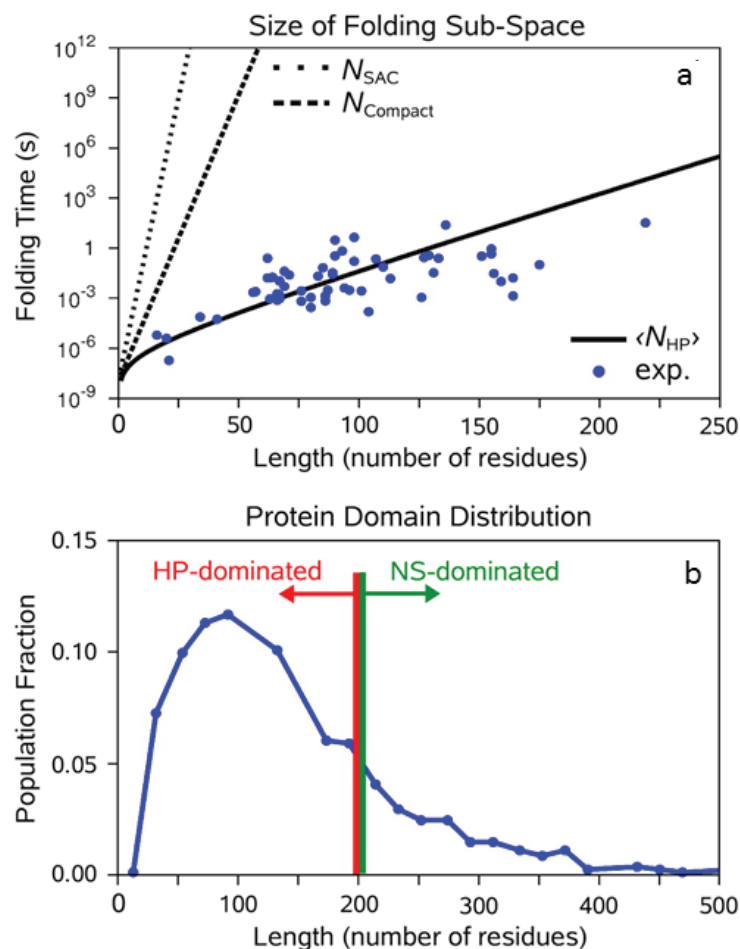 Size of Folding Sub-Space
a
N_SAC
N_Compact
Folding Time (s)
10^12
10^9
10^6
10^3
1
10^-3
10^-6
10^-9
‹N_HP›
exp.
0 50 100 150 200 250
Length (number of residues)
Protein Domain Distribution
b
HP-dominated NS-dominated
Population Fraction
0.15
0.10
0.05
0.00
0 100 200 300 400 500
Length (number of residues)